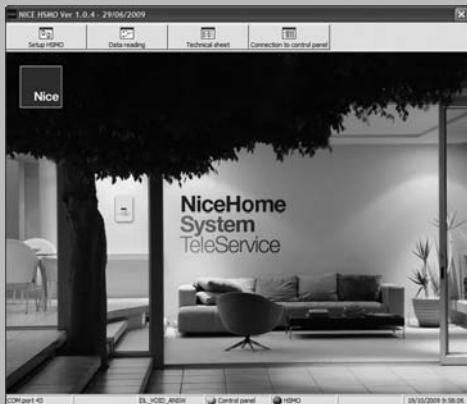 NICE HSMO Ver 1.0.4 - 29/06/2009
Setup HSMO
Data reading
Technical sheet
Connection to control panel
Nice
NiceHome
System
TeleService
COM port 43
DL_VOID_ANSW
Control panel
HSMO
19/10/2009 9:58:06